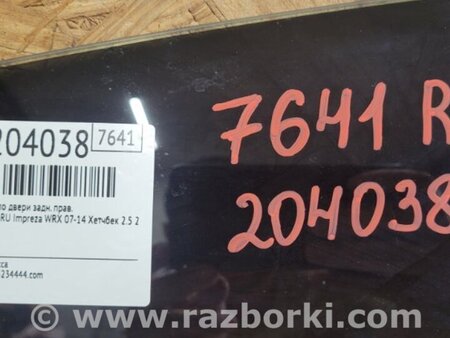 204038 7641
двери задн. прав.
Impreza WRX 07-14 Хетчбек 2.5 2
234444.com
7641 R
204038
www.razborki.com